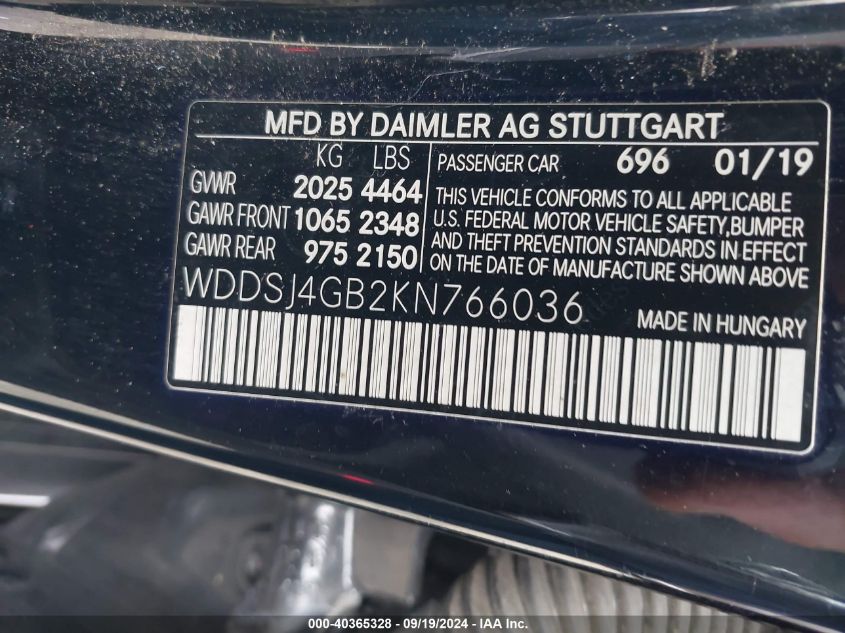 MFD BY DAIMLER AG STUTTGART
KG LBS
GVWR 2025 4464
GAWR FRONT 1065 2348
GAWR REAR 975 2150
PASSENGER CAR 696 01/19
THIS VEHICLE CONFORMS TO ALL APPLICABLE
U.S. FEDERAL MOTOR VEHICLE SAFETY, BUMPER
AND THEFT PREVENTION STANDARDS IN EFFECT
ON THE DATE OF MANUFACTURE SHOWN ABOVE
WDDSJ4GB2KN766036
MADE IN HUNGARY
000-40365328 - 09/19/2024 - IAA Inc.